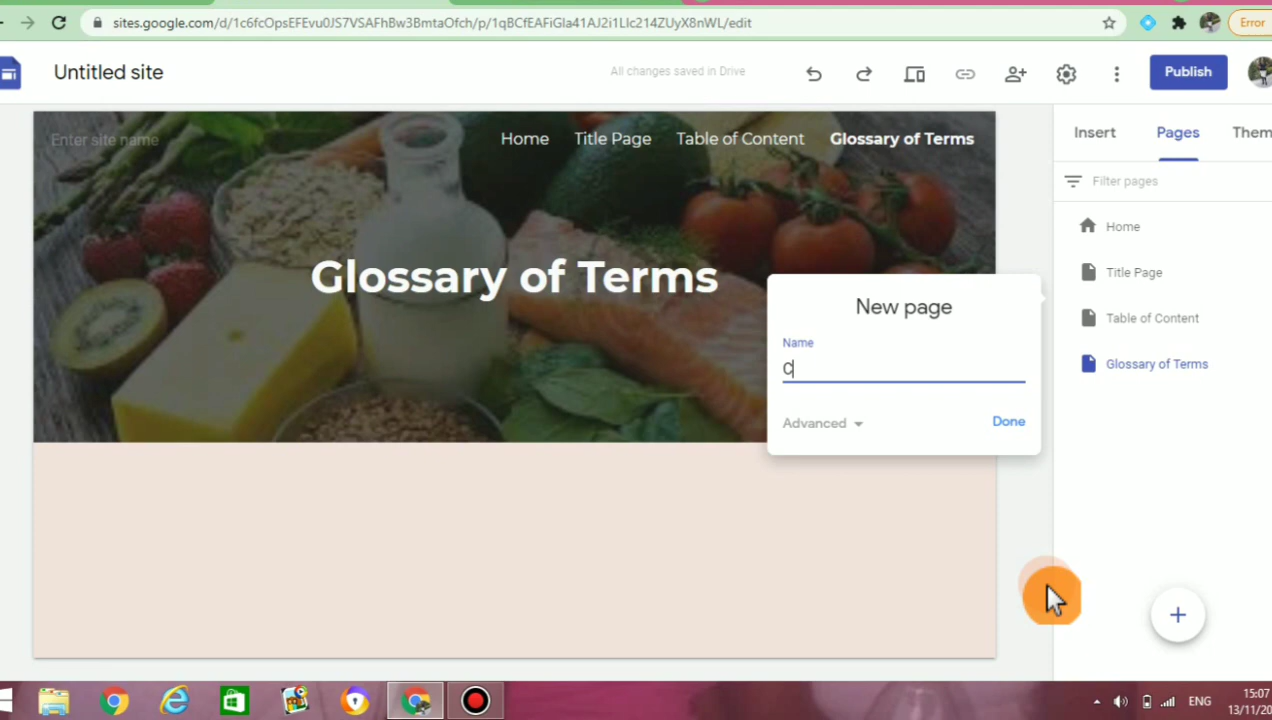 sites.google.com/d/1c6fcOpsEFEvu0JS7VSAFhBw3BmtaOfch/p/1qBCfEAFiGla41AJ2i1LIc214ZUyX8nWL/edit
Error
Untitled site
All changes saved in Drive
Publish
Enter site name
Home
Title Page
Table of Content
Glossary of Terms
Insert
Pages
Them
Filter pages
Home
Title Page
Table of Content
Glossary of Terms
Glossary of Terms
New page
Name
C
Advanced
Done
ENG
15:07
13/11/20